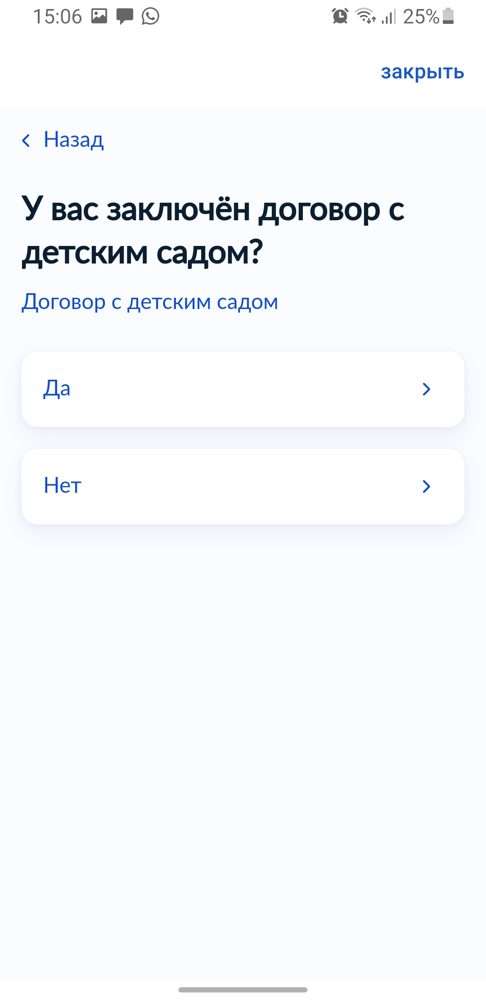 15:06
25%
закрыть
Назад
У вас заключён договор с
детским садом?
Договор с детским садом
Да
Нет